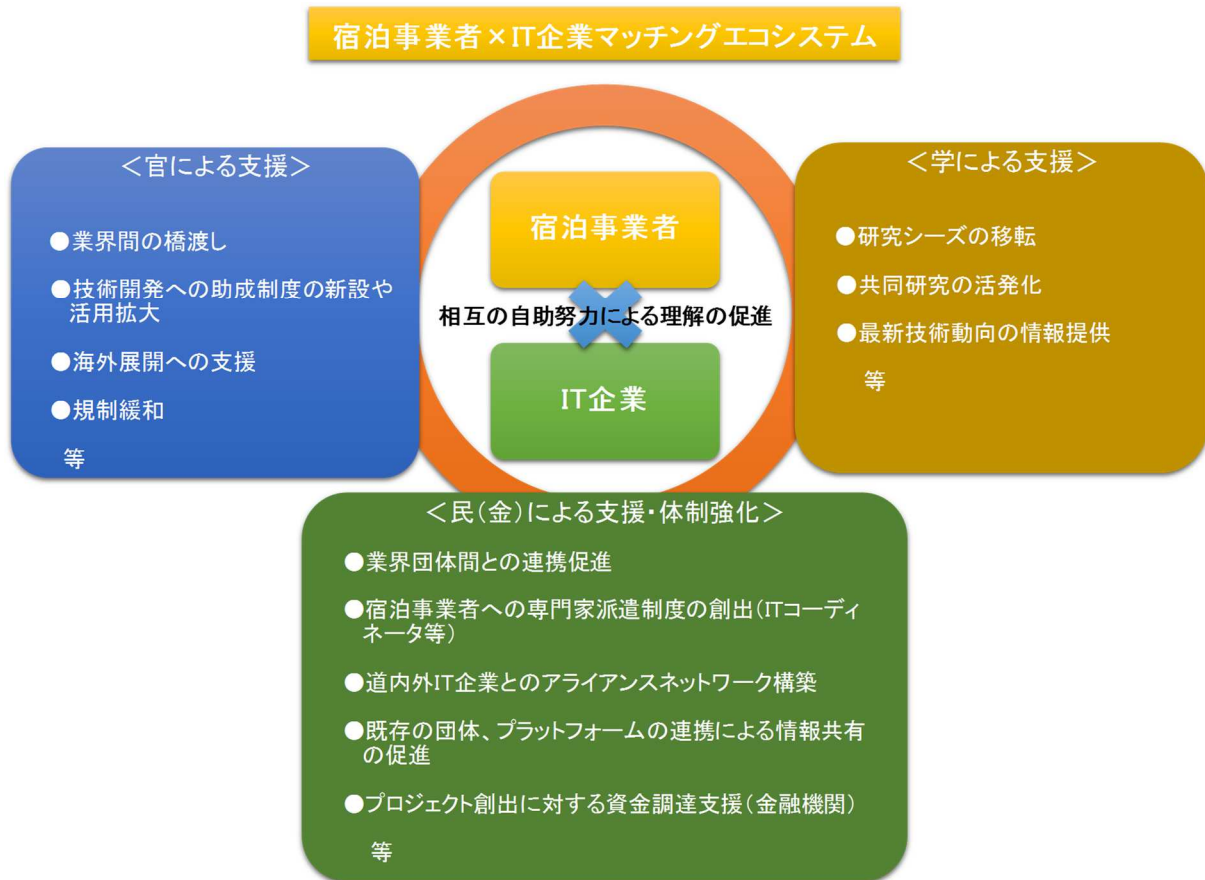 宿泊事業者×IT企業マッチングエコシステム
＜官による支援＞
●業界間の橋渡し
●技術開発への助成制度の新設や
活用拡大
●海外展開への支援
●規制緩和
等
宿泊事業者
相互の自助努力による理解の促進
IT企業
＜学による支援＞
●研究シーズの移転
●共同研究の活発化
●最新技術動向の情報提供
等
＜民(金)による支援・体制強化＞
●業界団体間との連携促進
●宿泊事業者への専門家派遣制度の創出(ITコーディ
ネータ等)
●道内外IT企業とのアライアンスネットワーク構築
●既存の団体、プラットフォームの連携による情報共有
の促進
●プロジェクト創出に対する資金調達支援(金融機関)
等